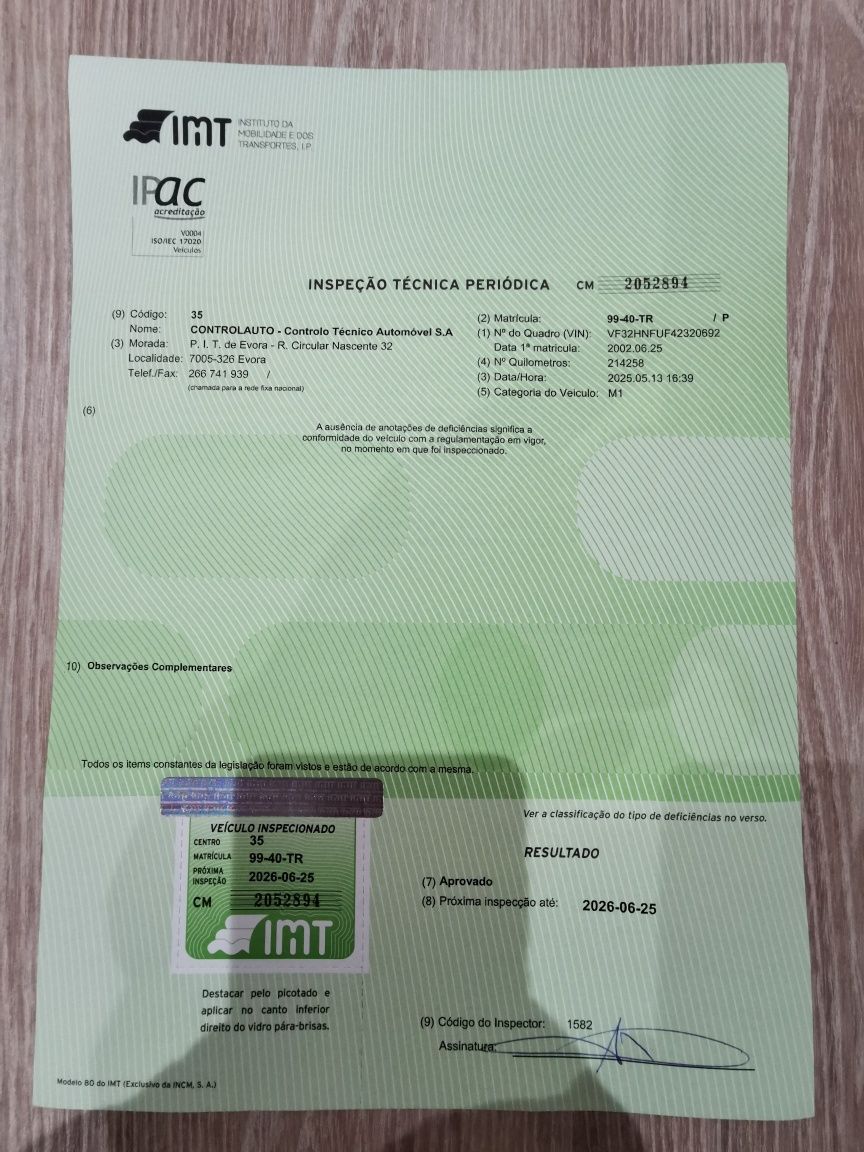 IMT INSTITUTO DA
MOBILIDADE E DOS
TRANSPORTES, I.P.
IPac
acreditação
V0004
ISO/IEC 17020
Veículos
INSPEÇÃO TÉCNICA PERIÓDICA CM 2052894
(9) Código: 35
Nome: CONTROLAUTO - Controlo Técnico Automóvel S.A
(3) Morada: P. I. T. de Evora - R. Circular Nascente 32
Localidade: 7005-326 Evora
Telef./Fax: 266 741 939 /
(chamada para a rede fixa nacional)
(2) Matrícula: 99-40-TR / P
(1) Nº do Quadro (VIN): VF32HNFUF42320692
Data 1ª matrícula: 2002.06.25
(4) Nº Quilometros: 214258
(3) Data/Hora: 2025.05.13 16:39
(5) Categoria do Veículo: M1
(6)
A ausência de anotações de deficiências significa a
conformidade do veículo com a regulamentação em vigor,
no momento em que foi inspeccionado.
10) Observações Complementares
Todos os items constantes da legislação foram vistos e estão de acordo com a mesma.
VEÍCULO INSPECIONADO
CENTRO 35
MATRÍCULA 99-40-TR
PRÓXIMA
INSPEÇÃO 2026-06-25
CM 2052894
IMT
Destacar pelo picotado e
aplicar no canto inferior
direito do vidro pára-brisas.
Ver a classificação do tipo de deficiências no verso.
RESULTADO
(7) Aprovado
(8) Próxima inspecção até: 2026-06-25
(9) Código do Inspector: 1582
Assinatura:
Modelo 80 do IMT (Exclusivo da INCM, S. A.)